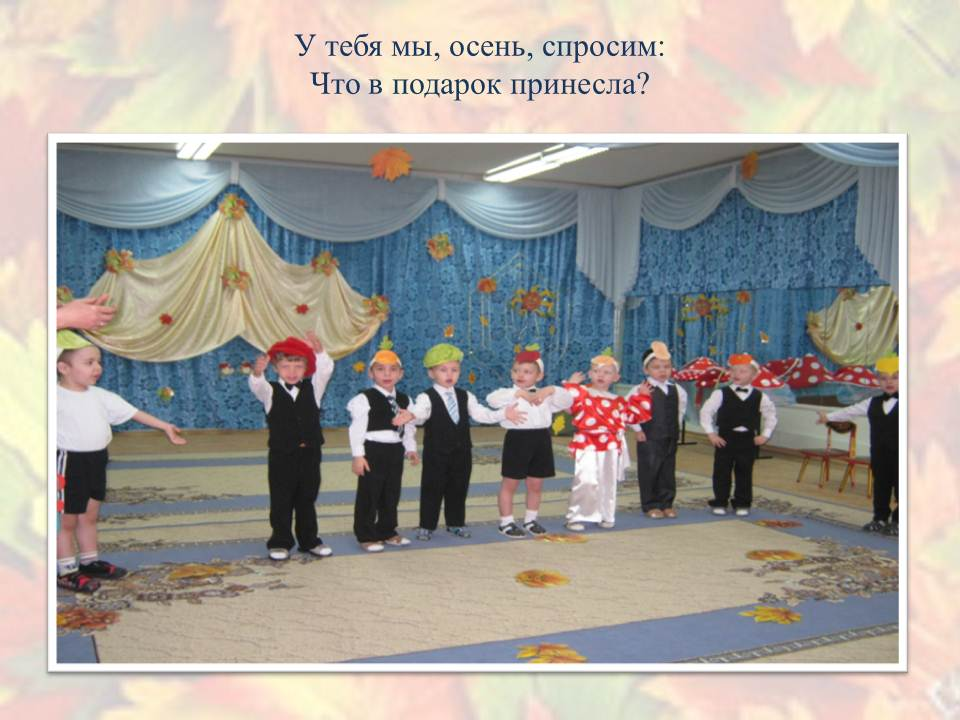 У тебя мы, осень, спросим:
Что в подарок принесла?